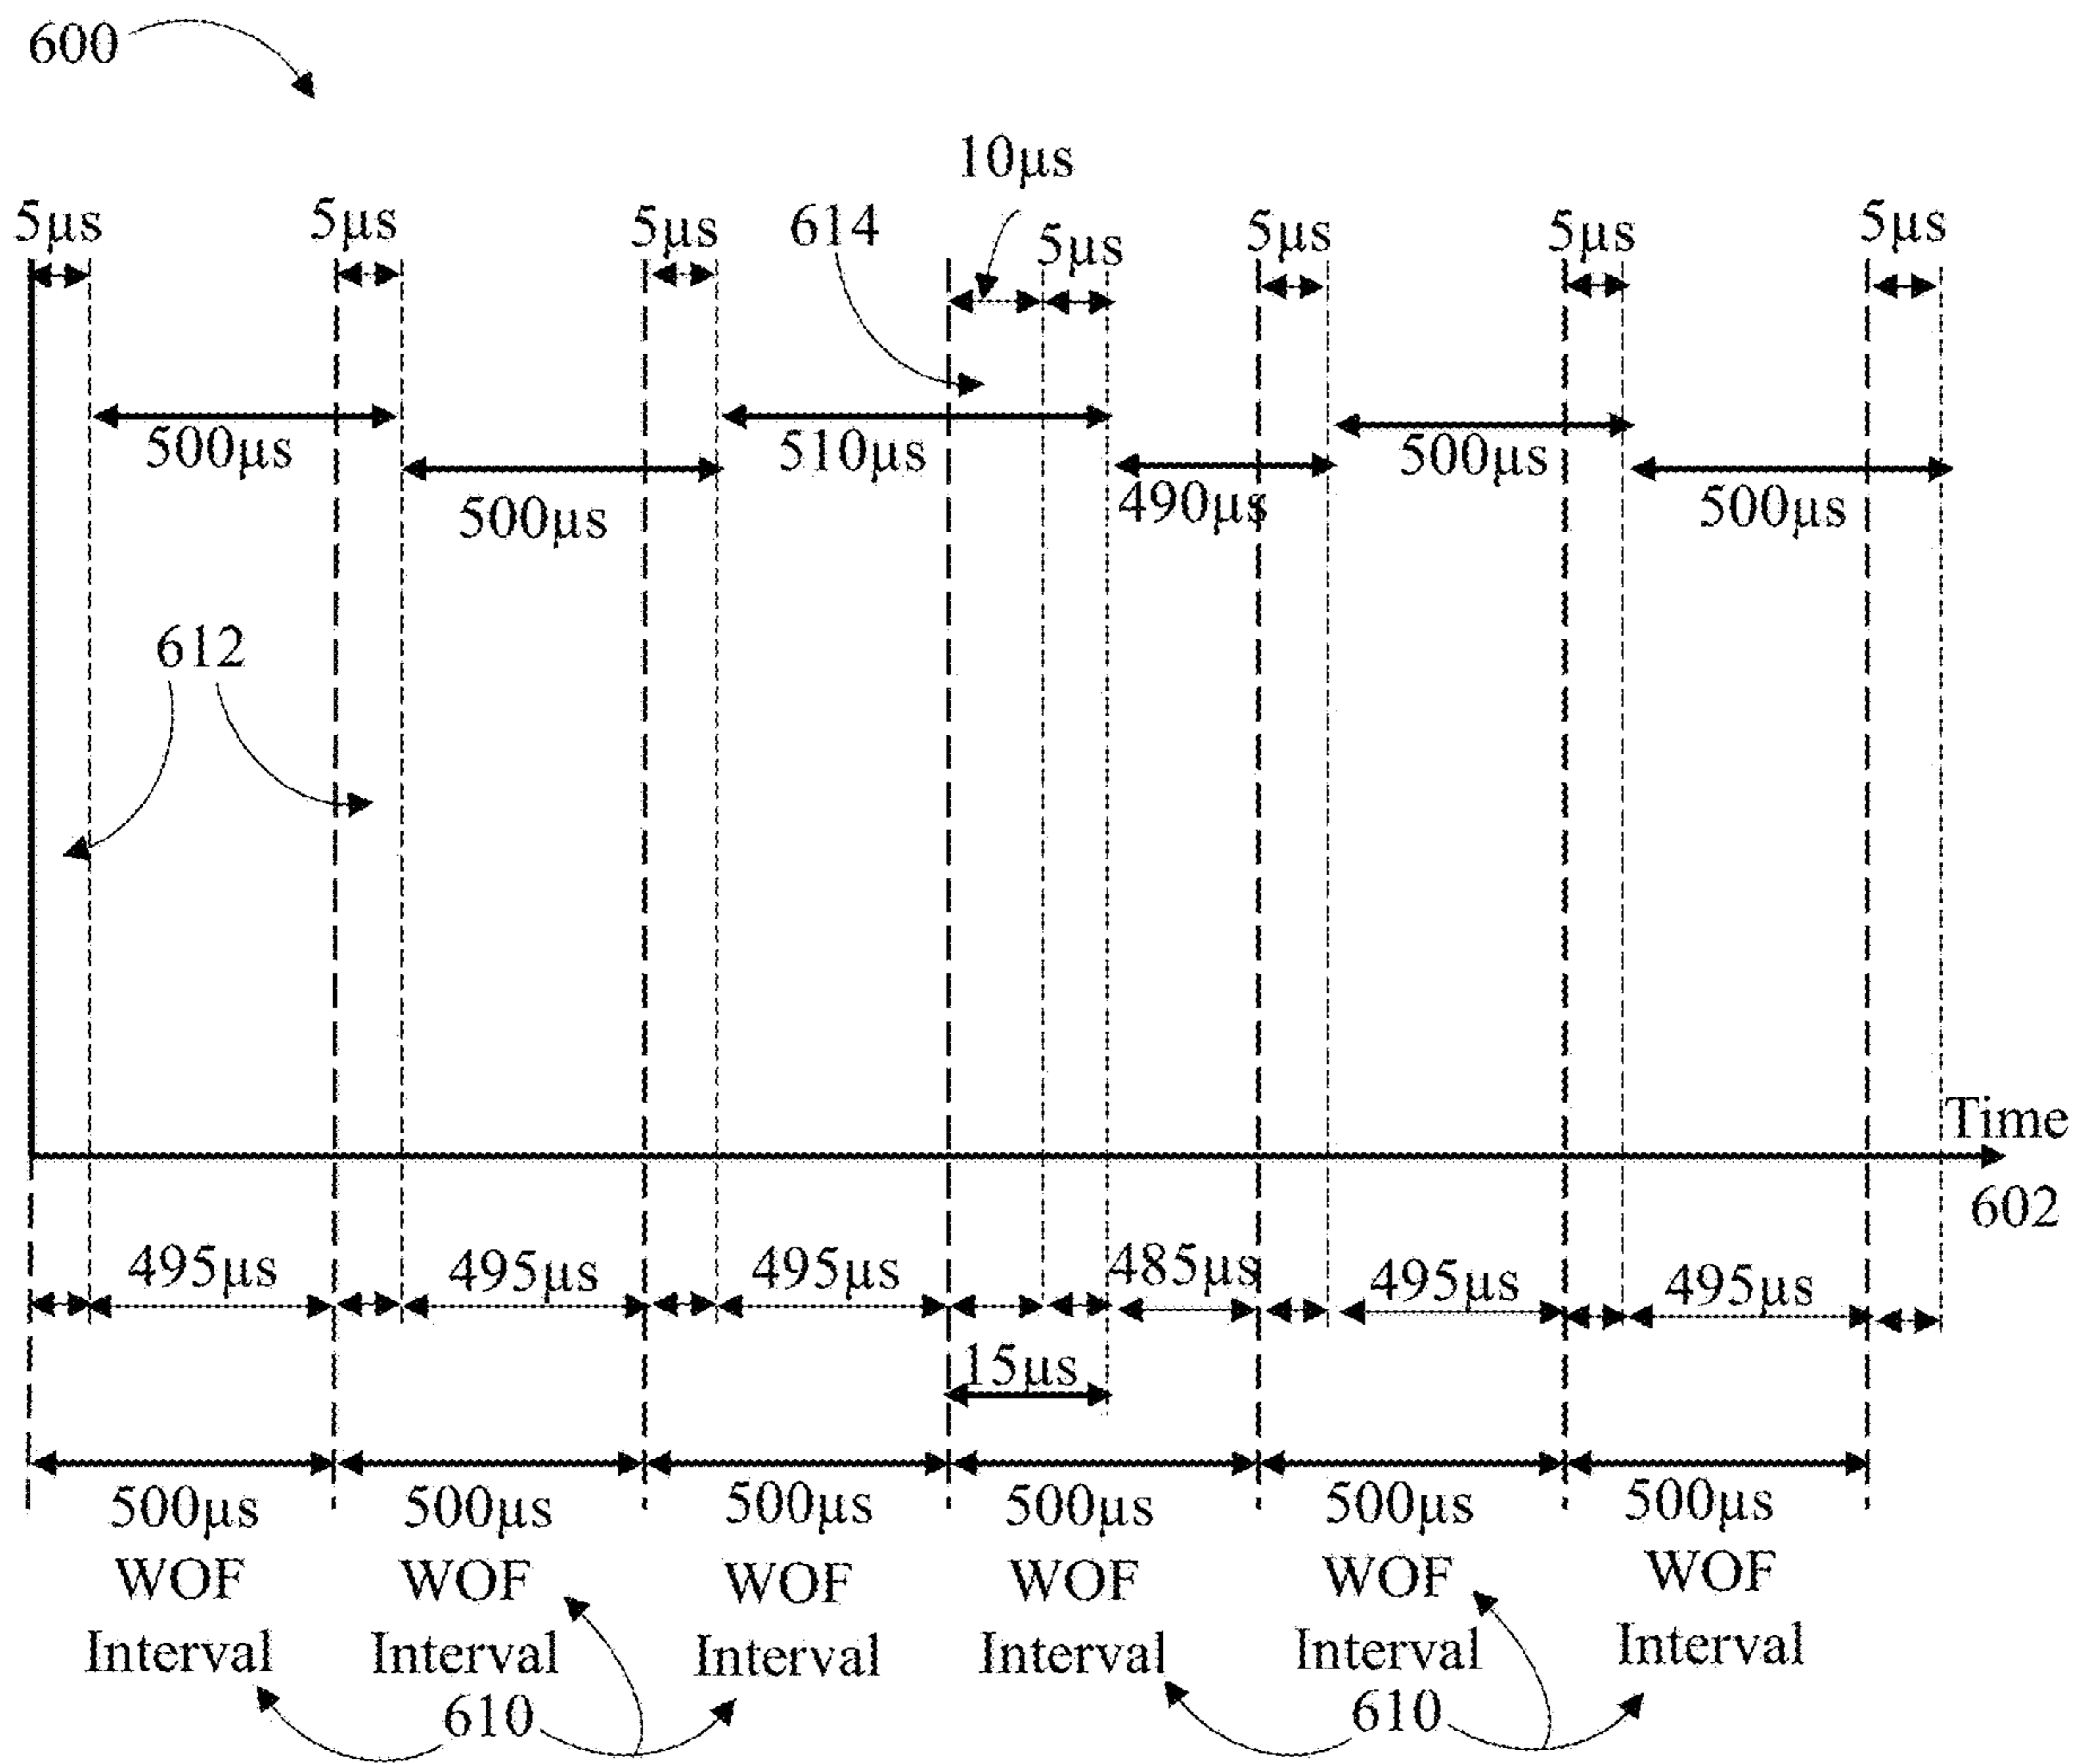 600
10µs
5µs 5µs 5µs 614 5µs 5µs 5µs 5µs
500µs 510µs 500µs
500µs 490µs 500µs
612
Time
602
495µs 495µs 495µs 485µs 495µs 495µs
15µs
500µs 500µs 500µs 500µs 500µs 500µs
WOF WOF WOF WOF WOF WOF
Interval Interval Interval Interval Interval Interval
610 610